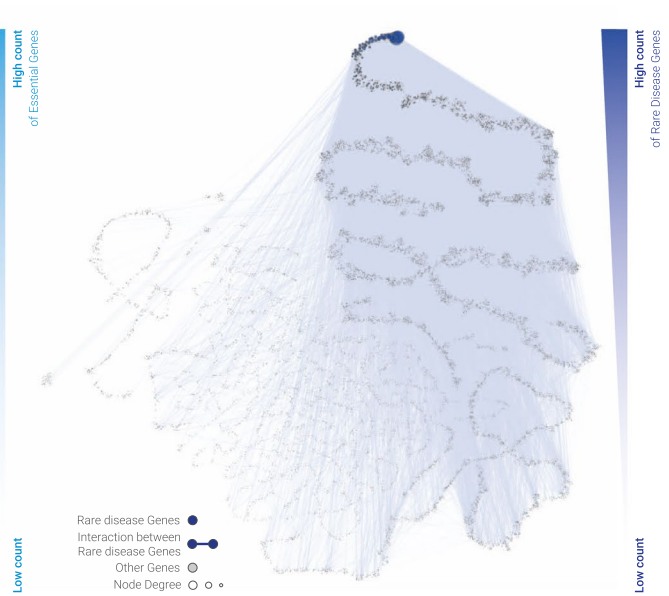 High count
of Essential Genes
High count
of Rare Disease Genes
Rare disease Genes
Interaction between
Rare disease Genes
Other Genes
Node Degree
Low count
Low count